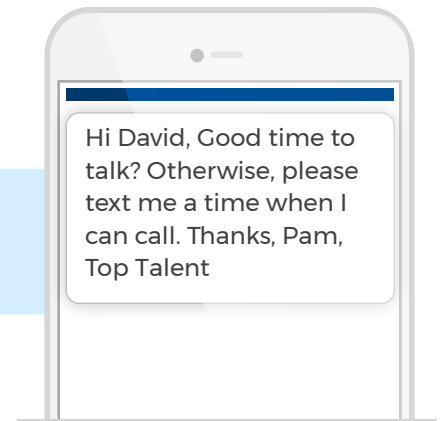 Hi David, Good time to
talk? Otherwise, please
text me a time when I
can call. Thanks, Pam,
Top Talent